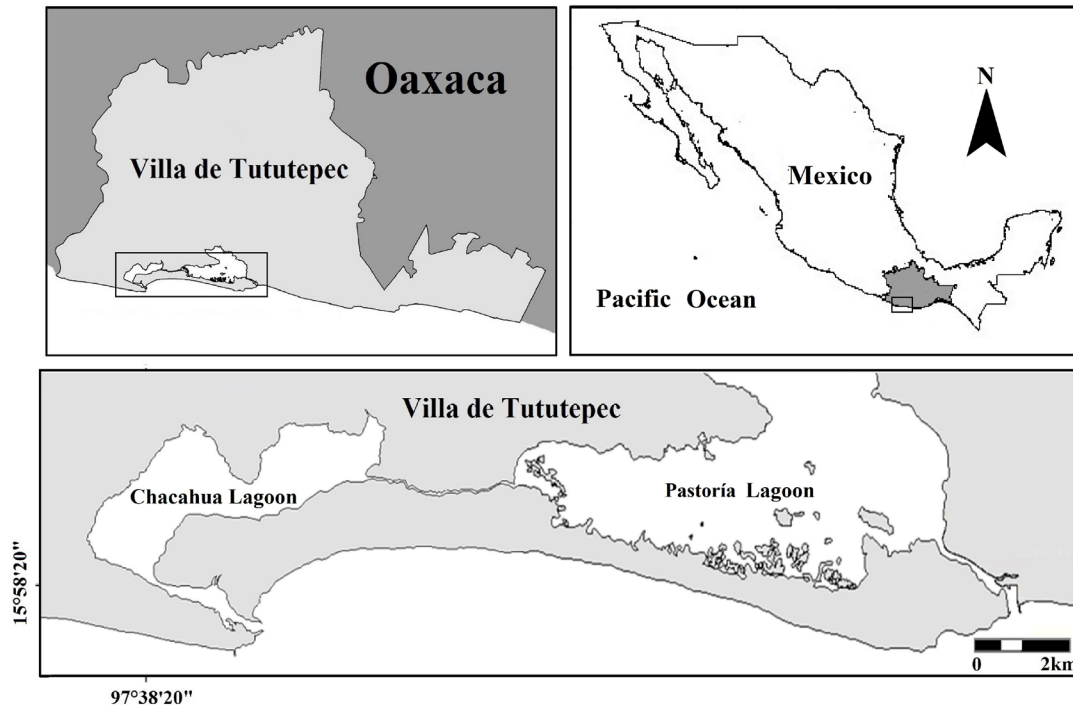 Oaxaca
Villa de Tututepec
N
Mexico
Pacific Ocean
Villa de Tututepec
Chacahua Lagoon
Pastoría Lagoon
15°58'20"
0 2km
97°38'20"